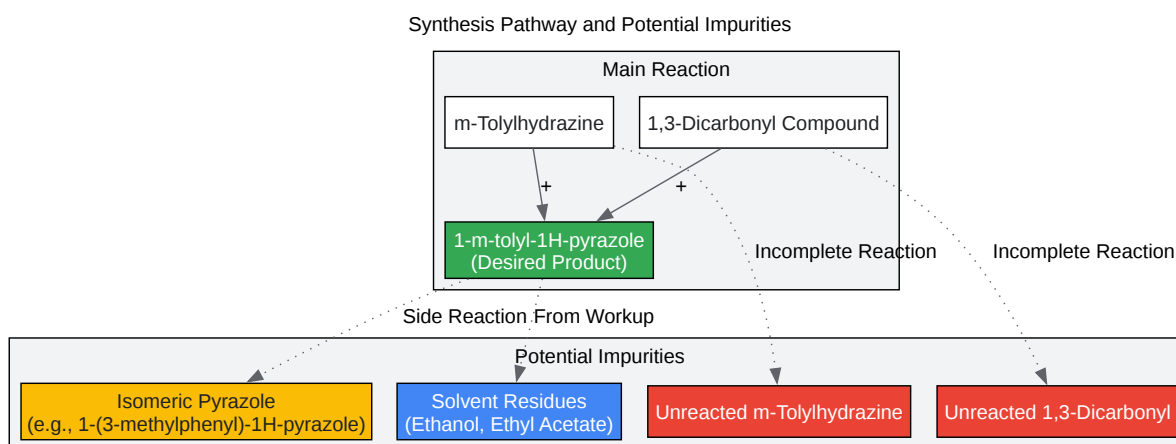 Synthesis Pathway and Potential Impurities
Main Reaction
m-Tolylhydrazine
1,3-Dicarbonyl Compound
+
+
1-m-tolyl-1H-pyrazole
(Desired Product)
Incomplete Reaction
Incomplete Reaction
Side Reaction
From Workup
Potential Impurities
Isomeric Pyrazole
(e.g., 1-(3-methylphenyl)-1H-pyrazole)
Solvent Residues
(Ethanol, Ethyl Acetate)
Unreacted m-Tolylhydrazine
Unreacted 1,3-Dicarbonyl